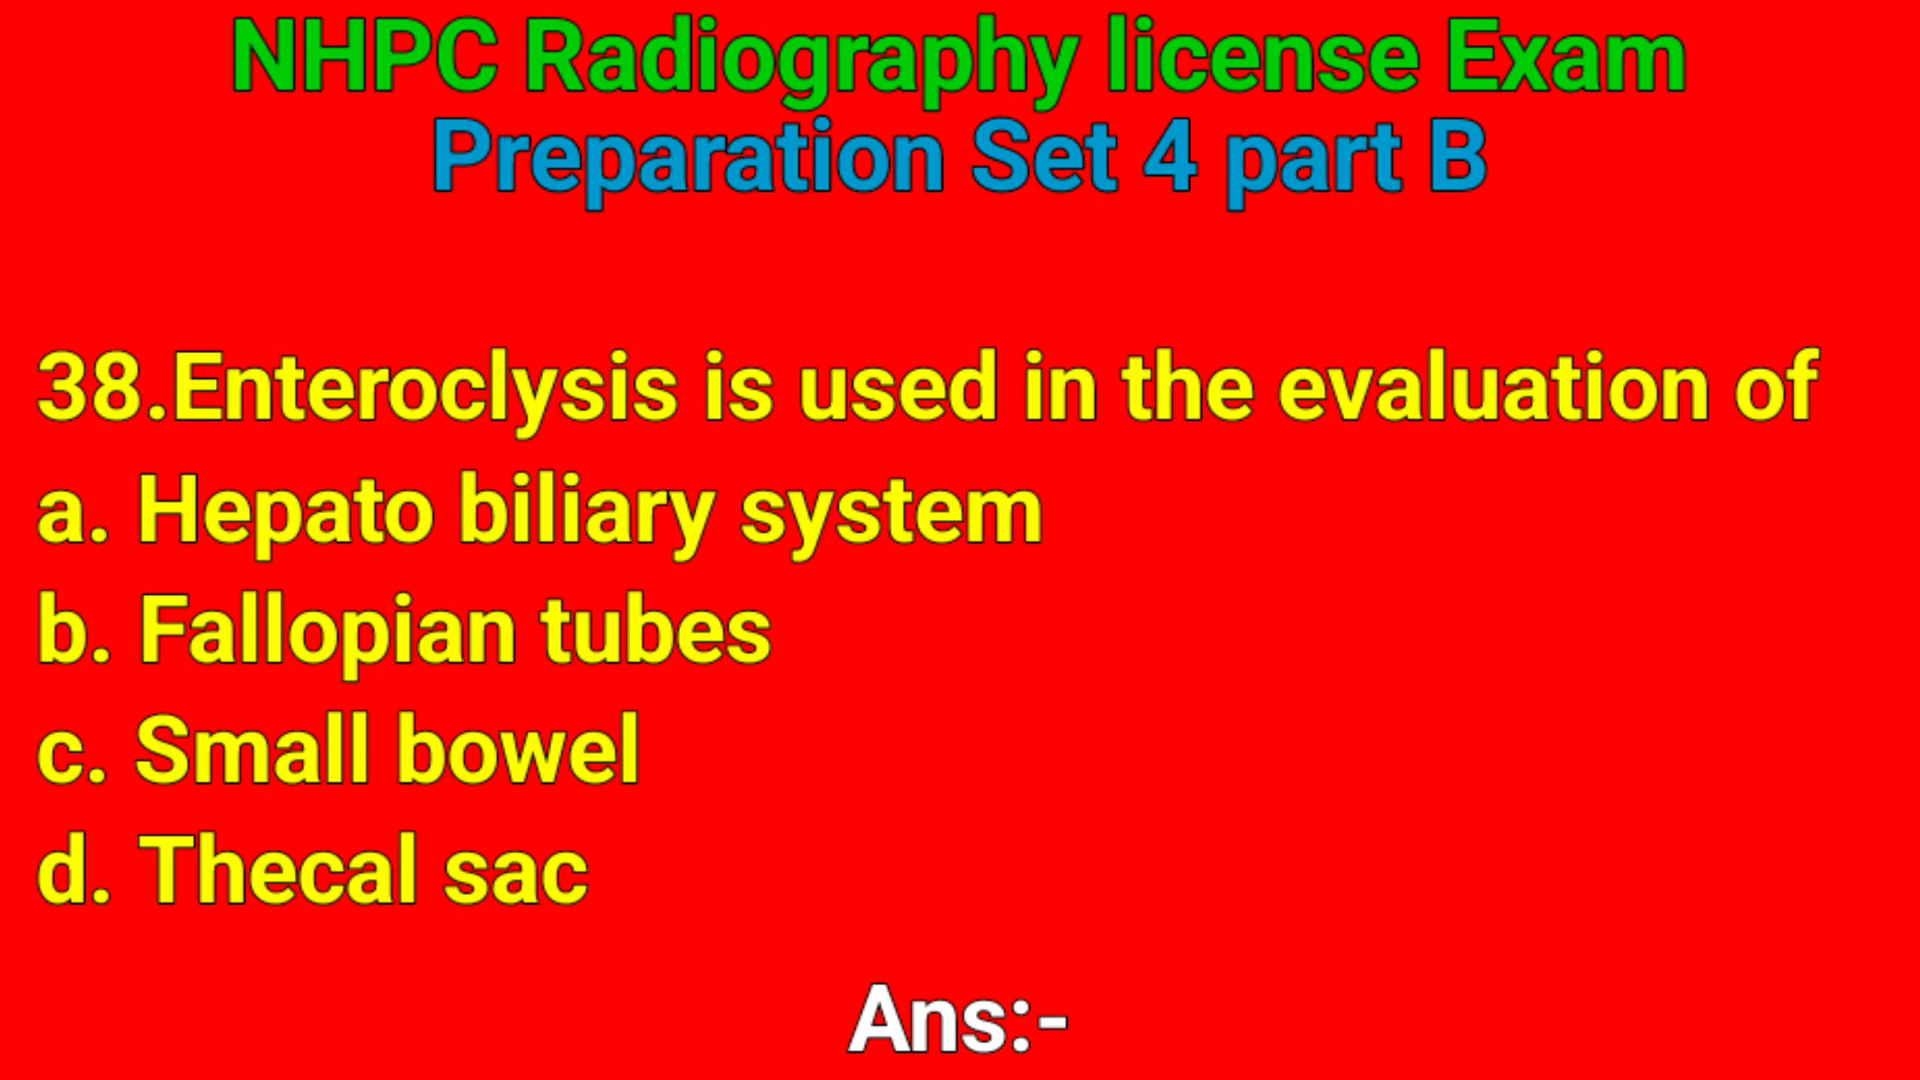 NHPC Radiography license Exam
Preparation Set 4 part B
38.Enteroclysis is used in the evaluation of
a. Hepato biliary system
b. Fallopian tubes
c. Small bowel
d. Thecal sac
Ans:-